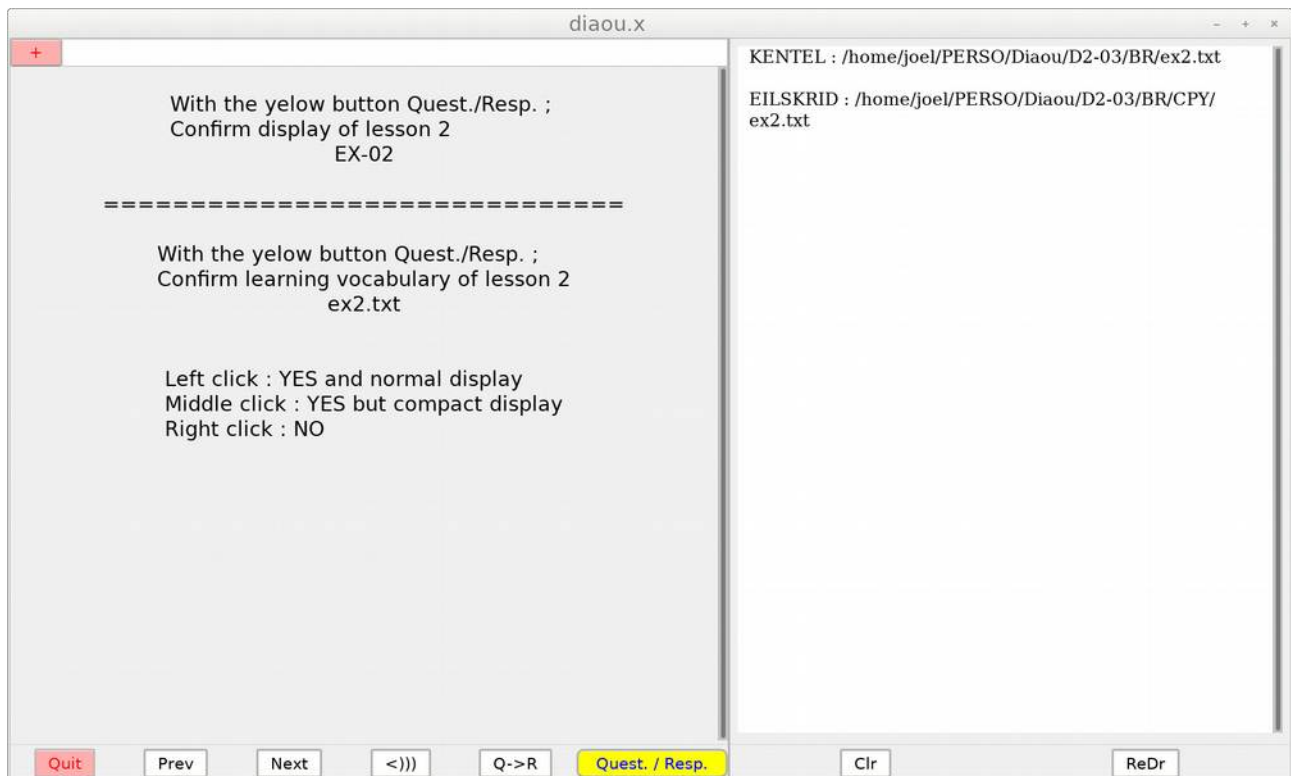 diaou.x
- + ×
+
With the yelow button Quest./Resp. ;
Confirm display of lesson 2
EX-02
==============================
With the yelow button Quest./Resp. ;
Confirm learning vocabulary of lesson 2
ex2.txt
Left click : YES and normal display
Middle click : YES but compact display
Right click : NO
KENTEL : /home/joel/PERSO/Diaou/D2-03/BR/ex2.txt
EILSKRID : /home/joel/PERSO/Diaou/D2-03/BR/CPY/
ex2.txt
Quit Prev Next <))) Q->R Quest. / Resp. Clr ReDr